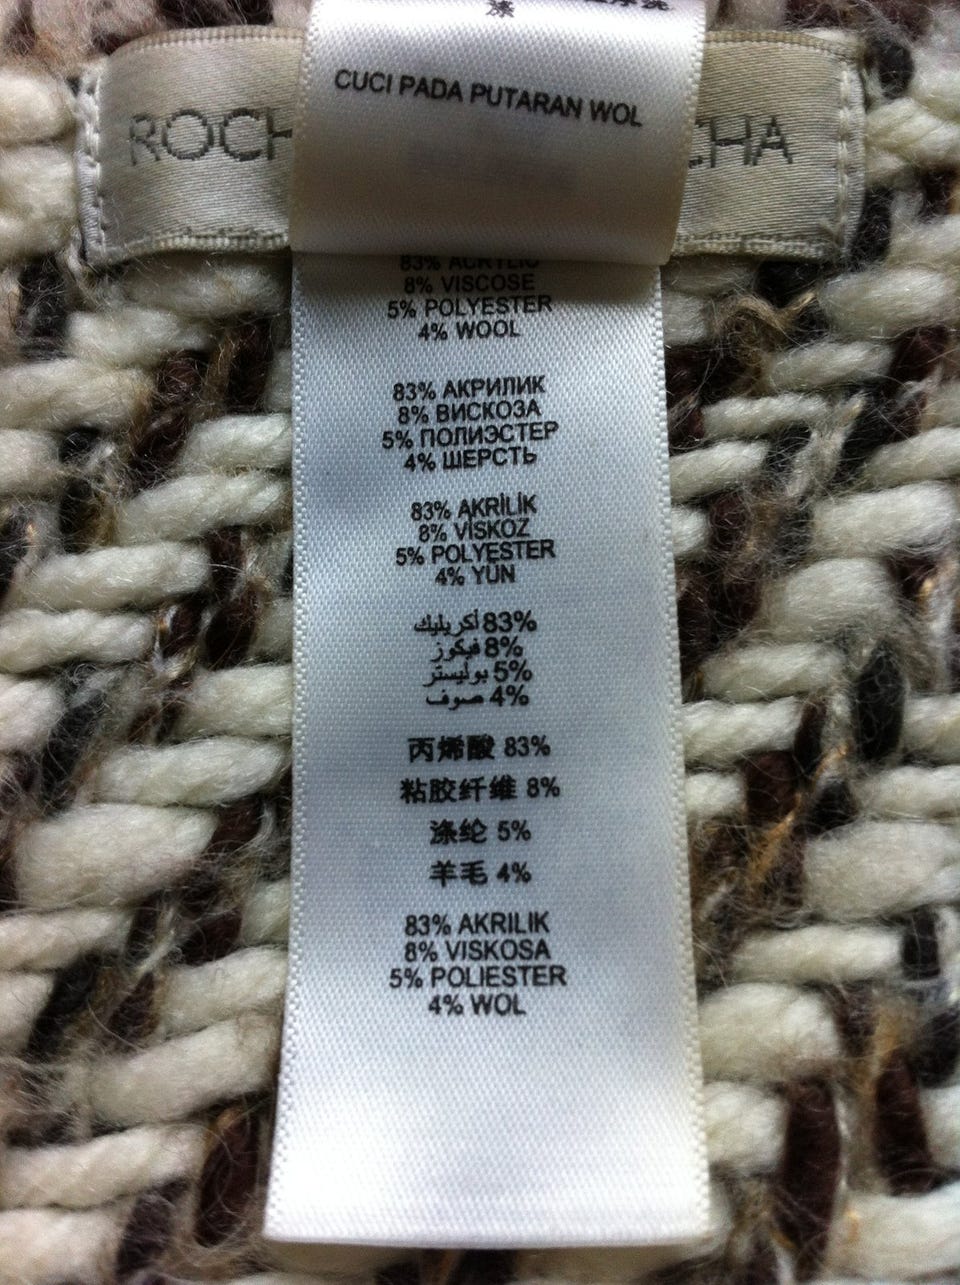 涤
CUCI PADA PUTARAN WOL
ROCH
CHA
83% ACRYLIC
8% VISCOSE
5% POLYESTER
4% WOOL
83% АКРИЛИК
8% ВИСКОЗА
5% ПОЛИЭСТЕР
4% ШЕРСТЬ
83% AKRİLİK
8% VİSKOZ
5% POLYESTER
4% YÜN
83% أكريليك
8% فيكوز
5% بوليستر
4% صوف
丙烯酸 83%
粘胶纤维 8%
涤纶 5%
羊毛 4%
83% AKRILIK
8% VISKOSA
5% POLIESTER
4% WOL